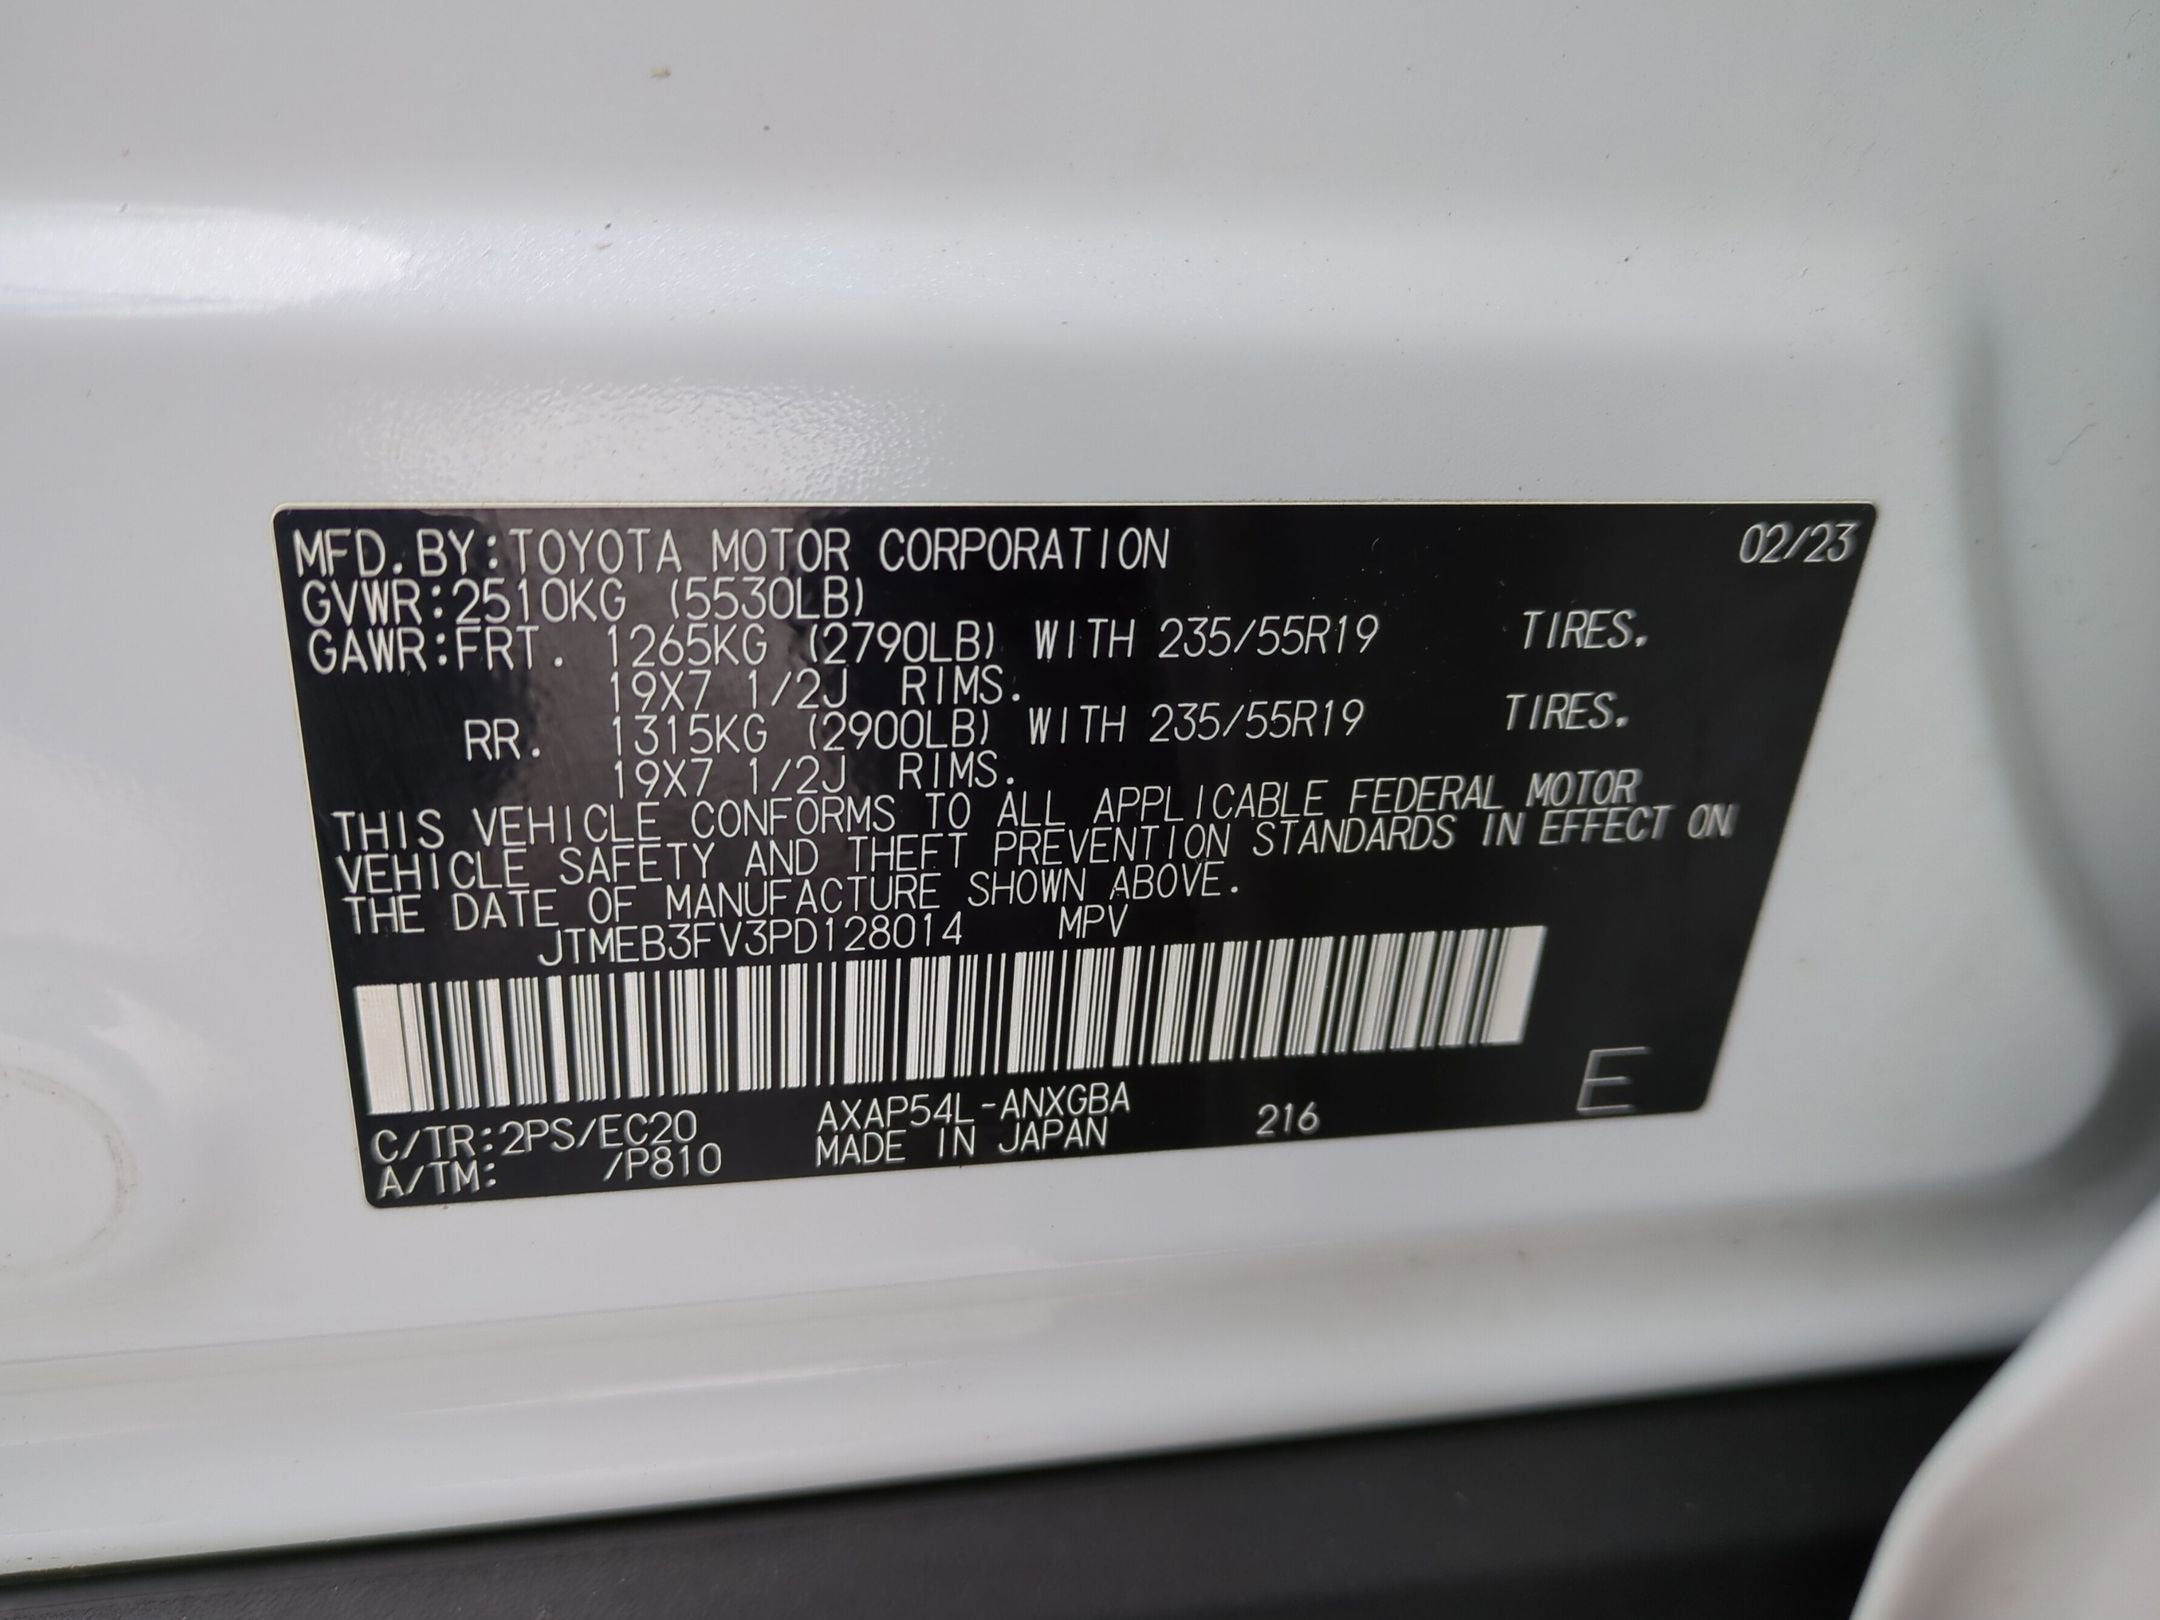 MFD.BY:TOYOTA MOTOR CORPORATION 02/23
GVWR:2510KG (5530LB)
GAWR:FRT. 1265KG (2790LB) WITH 235/55R19 TIRES.
19X7 1/2J RIMS.
RR. 1315KG (2900LB) WITH 235/55R19 TIRES.
19X7 1/2J RIMS.
THIS VEHICLE CONFORMS TO ALL APPLICABLE FEDERAL MOTOR
VEHICLE SAFETY AND THEFT PREVENTION STANDARDS IN EFFECT ON
THE DATE OF MANUFACTURE SHOWN ABOVE.
JTMEB3FV3PD128014 MPV
C/TR:2PS/EC20 AXAP54L-ANXGBA 216 E
A/TM: /P810 MADE IN JAPAN